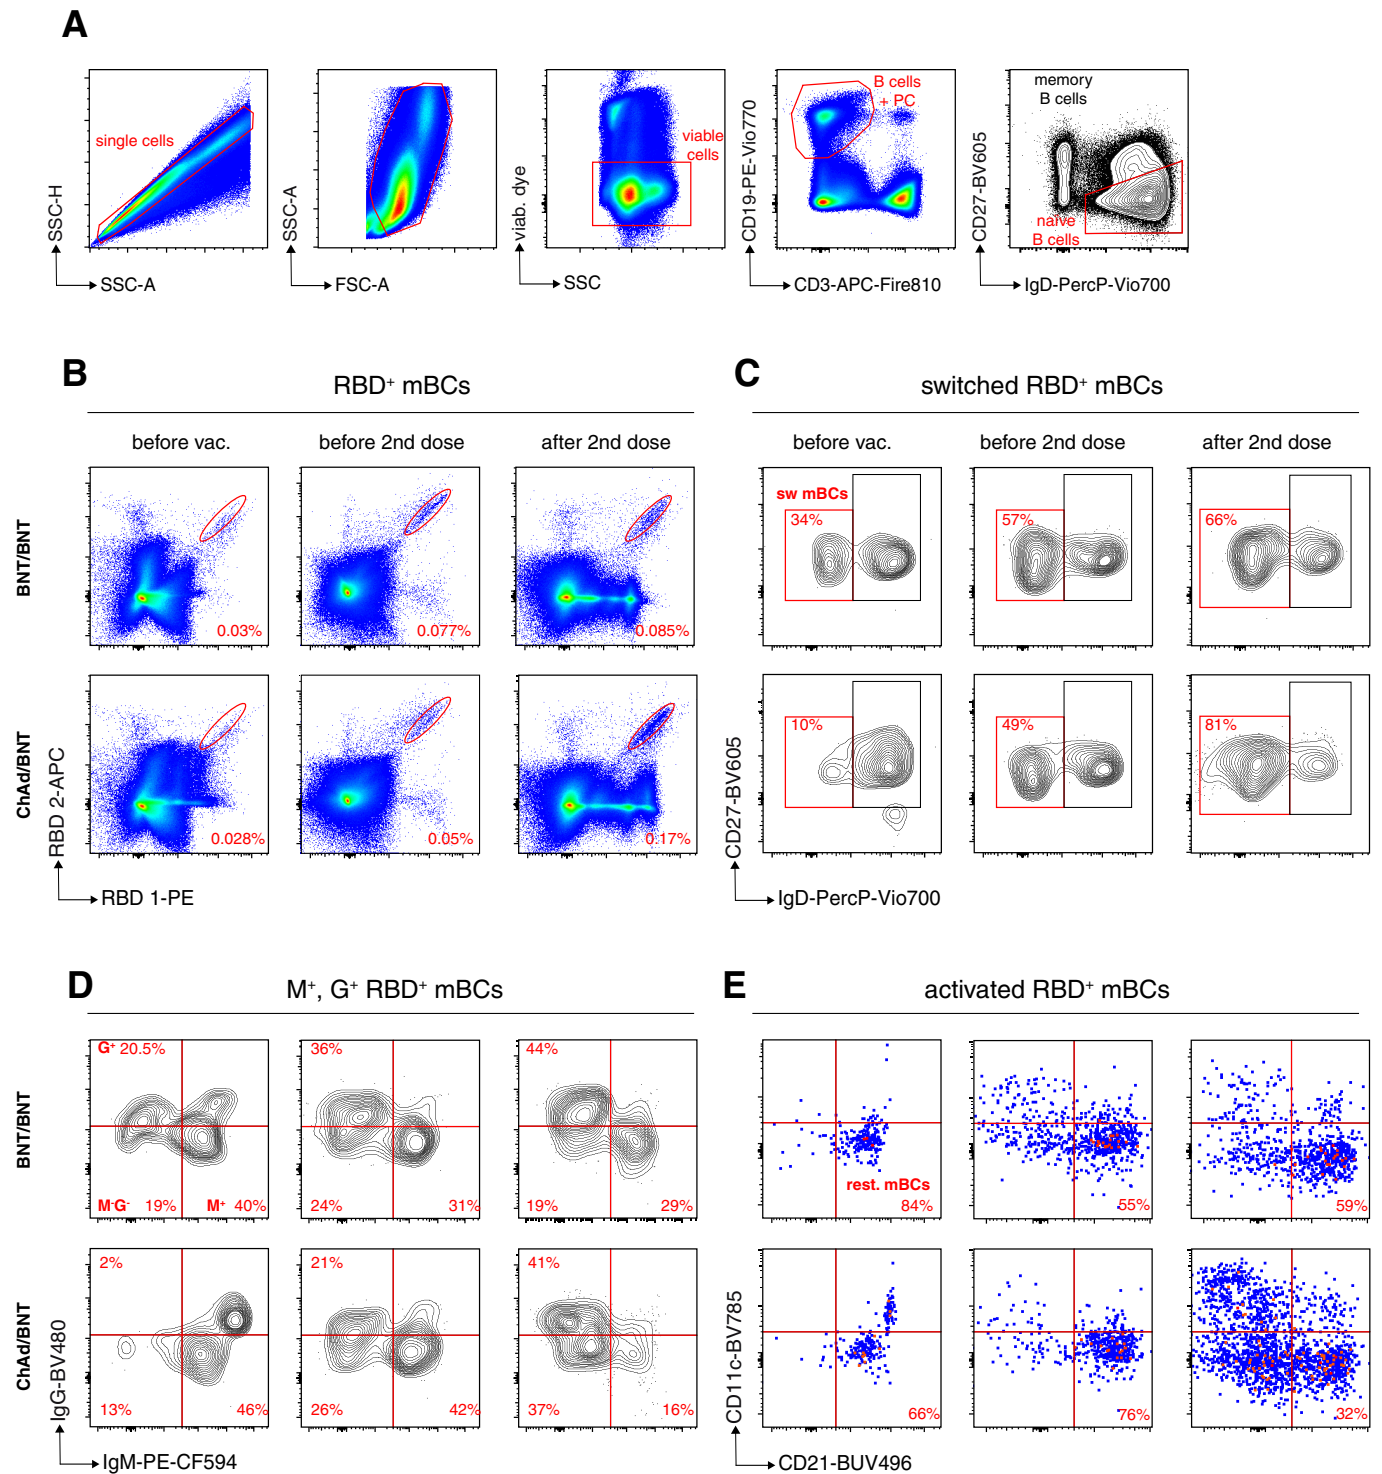 A
single cells
SSC-H
SSC-A
SSC-A
FSC-A
viable
cells
viab. dye
SSC
B cells
+ PC
CD19-PE-Vio770
CD3-APC-Fire810
memory
B cells
naive
B cells
CD27-BV605
IgD-PercP-Vio700
B
RBD⁺ mBCs
before vac.
before 2nd dose
after 2nd dose
BNT/BNT
0.03%
0.077%
0.085%
ChAd/BNT
0.028%
0.05%
0.17%
RBD 2-APC
RBD 1-PE
C
switched RBD⁺ mBCs
before vac.
before 2nd dose
after 2nd dose
sw mBCs
34%
57%
66%
10%
49%
81%
CD27-BV605
IgD-PercP-Vio700
D
M⁺, G⁺ RBD⁺ mBCs
BNT/BNT
G⁺ 20.5%
36%
44%
M⁻G⁻ 19% M⁺ 40%
24% 31%
19% 29%
ChAd/BNT
2%
21%
41%
13% 46%
26% 42%
37% 16%
IgG-BV480
IgM-PE-CF594
E
activated RBD⁺ mBCs
rest. mBCs
84%
55%
59%
66%
76%
32%
CD11c-BV785
CD21-BUV496